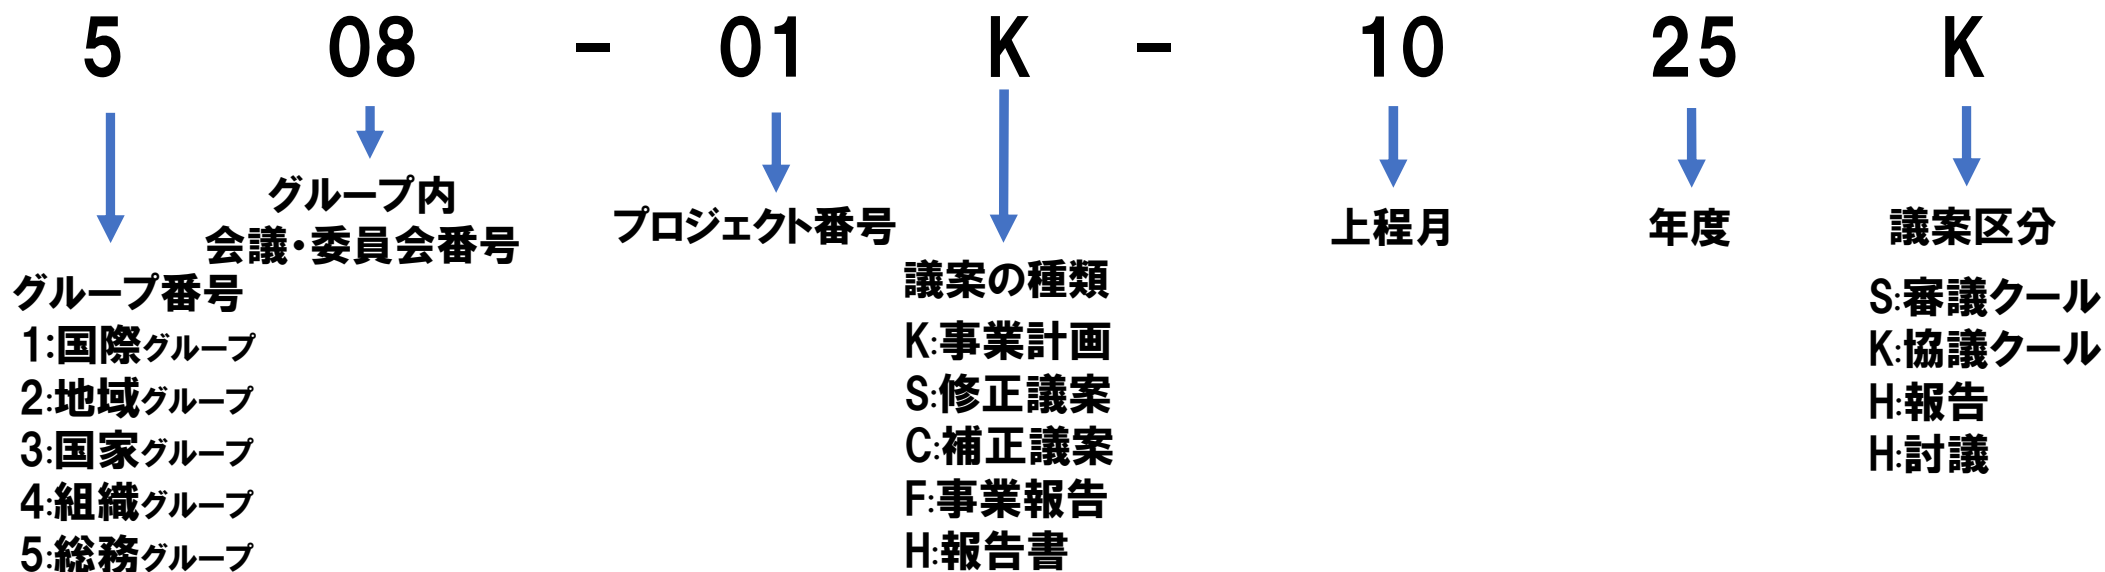 5 08 - 01 K - 10 25 K
グループ番号
1:国際グループ
2:地域グループ
3:国家グループ
4:組織グループ
5:総務グループ
グループ内
会議・委員会番号
プロジェクト番号
議案の種類
K:事業計画
S:修正議案
C:補正議案
F:事業報告
H:報告書
上程月
年度
議案区分
S:審議クール
K:協議クール
H:報告
H:討議